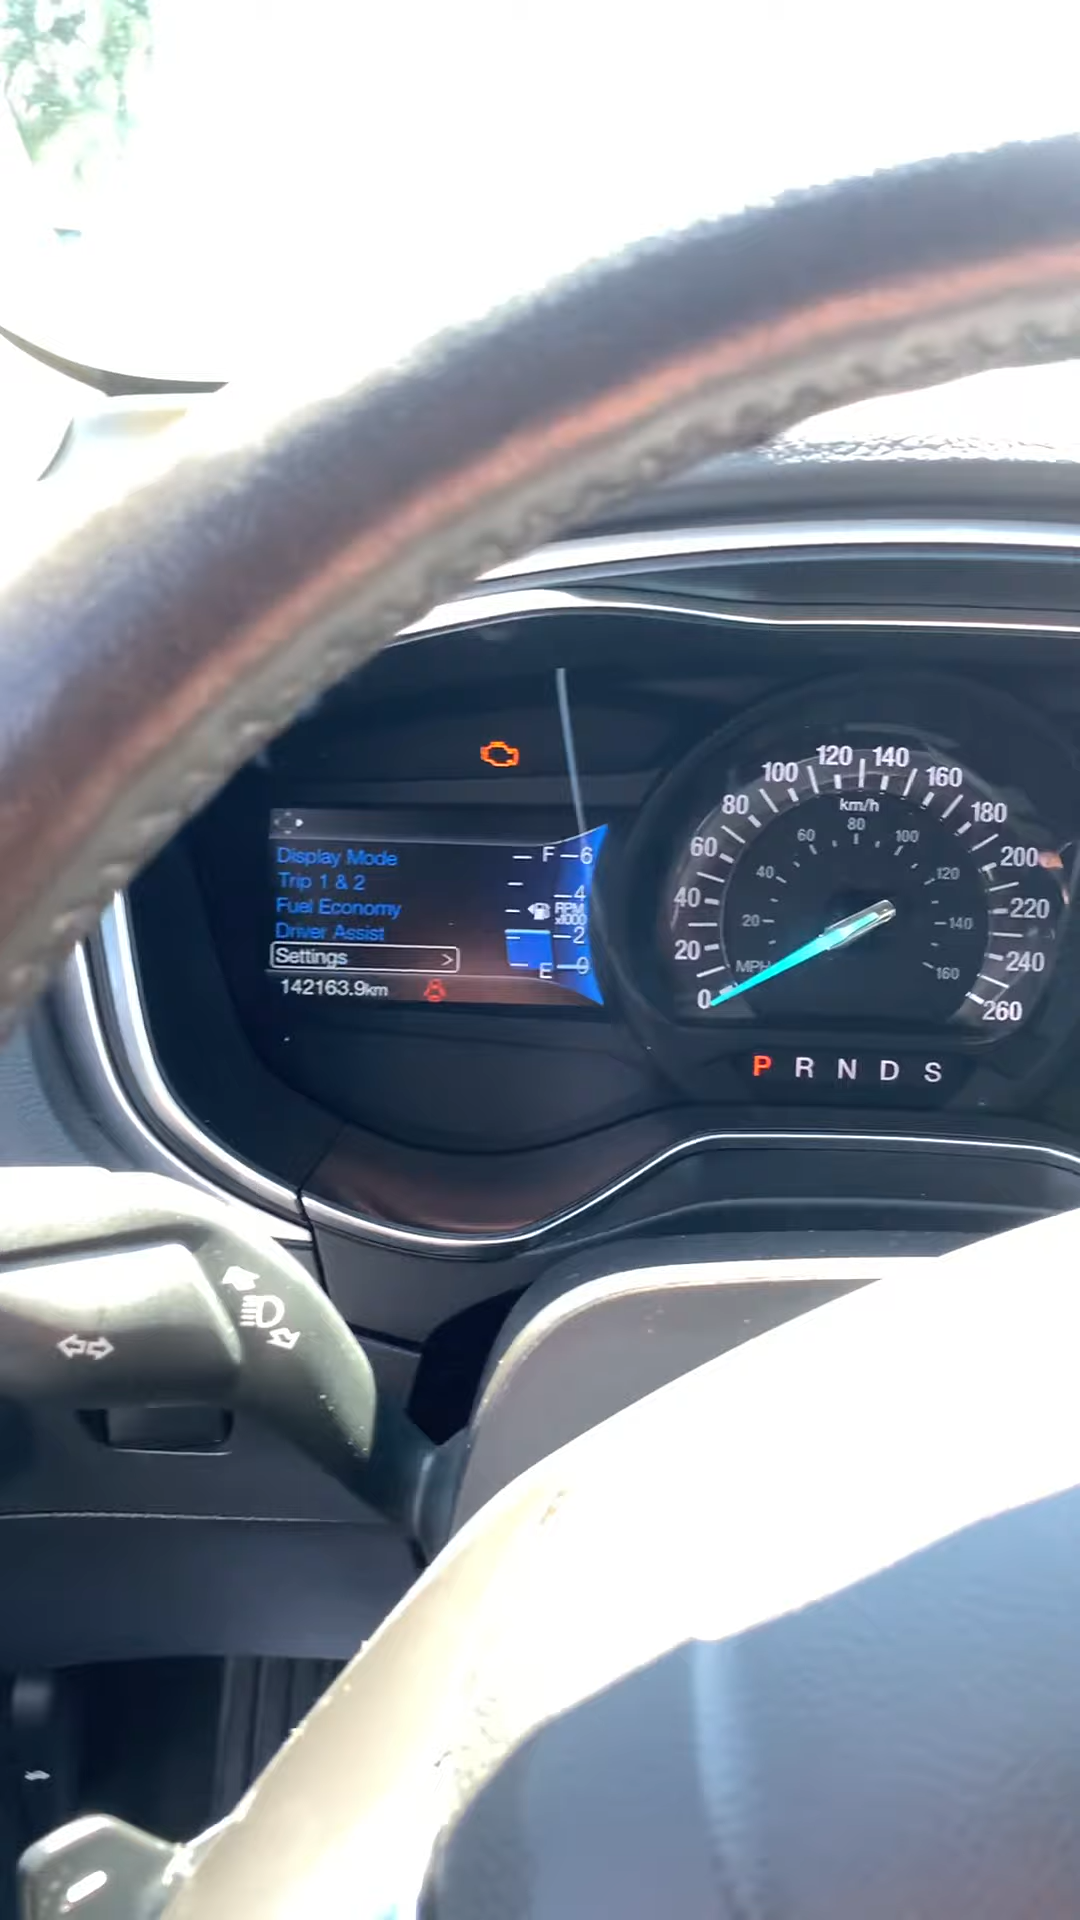 Display Mode
Trip 1 & 2
Fuel Economy
Driver Assist
Settings >
142163.9km
F 6
4
RPM
x1000
2
E 0
0 20 40 60 80 100 120 140 160 180 200 220 240 260
km/h
20 40 60 80 100 120 140 160
MPH
P R N D S